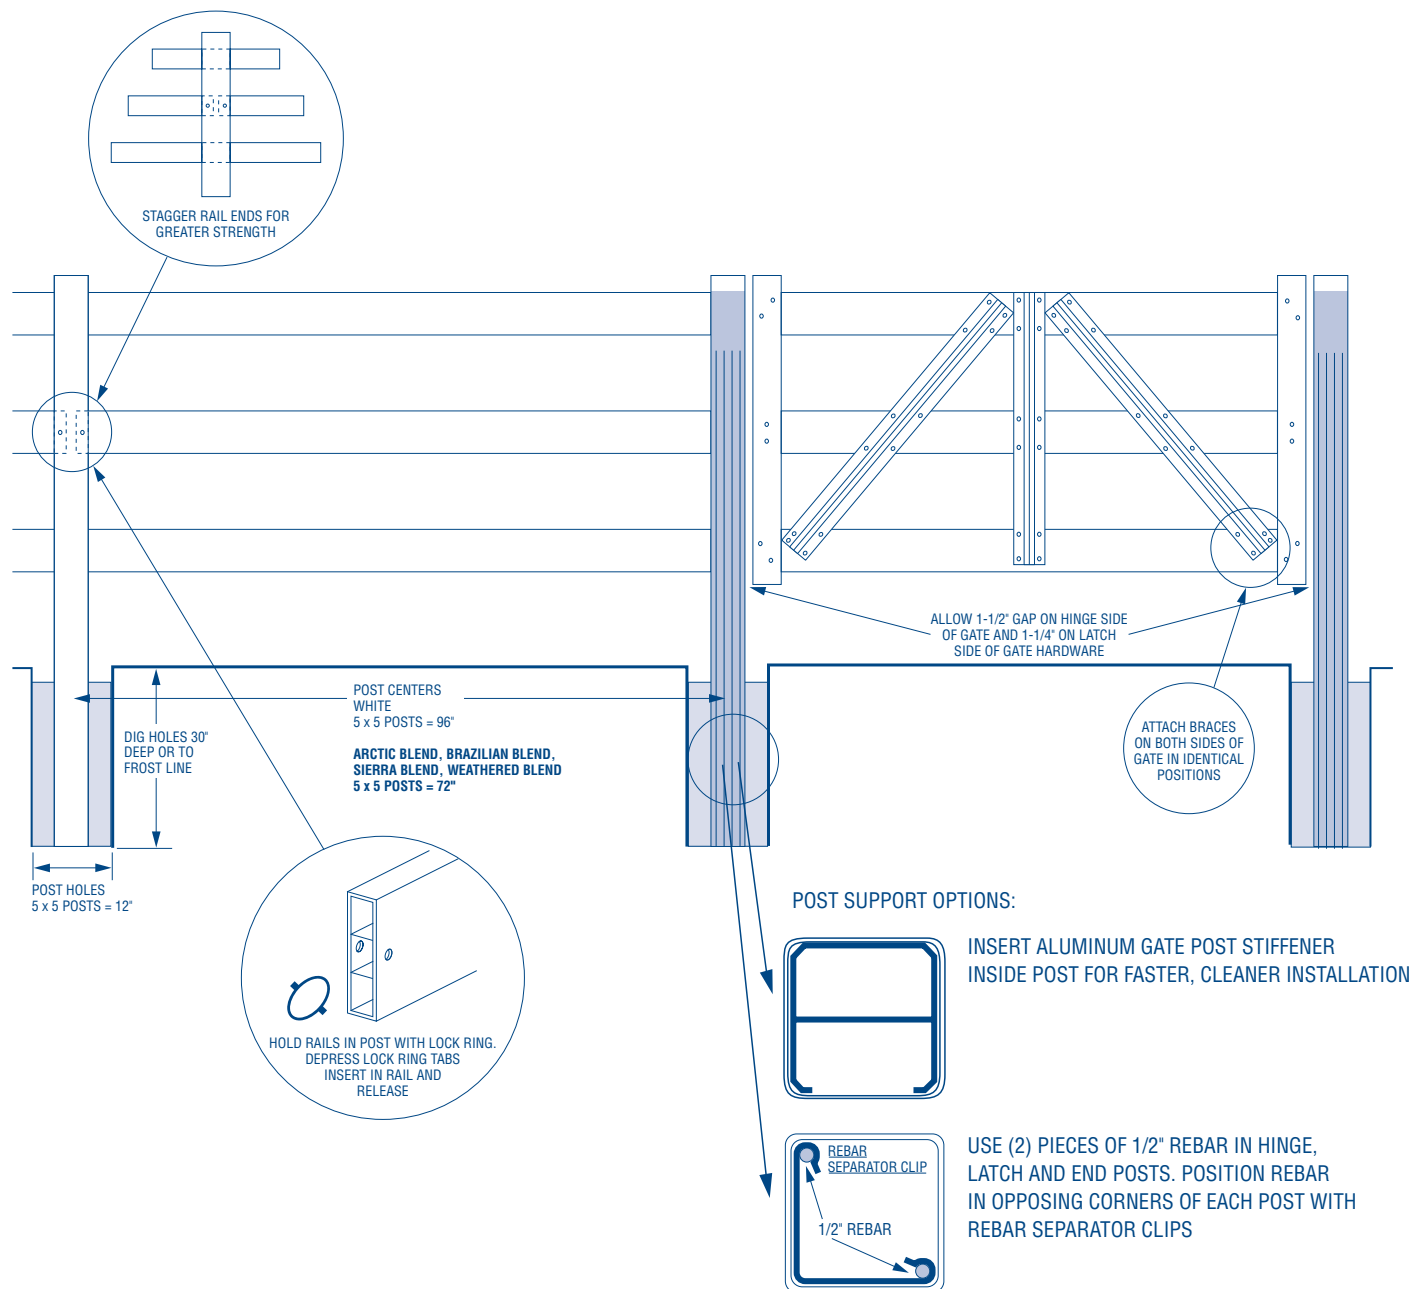 STAGGER RAIL ENDS FOR
GREATER STRENGTH
ALLOW 1-1/2" GAP ON HINGE SIDE
OF GATE AND 1-1/4" ON LATCH
SIDE OF GATE HARDWARE
POST CENTERS
WHITE
5 x 5 POSTS = 96"
ARCTIC BLEND, BRAZILIAN BLEND,
SIERRA BLEND, WEATHERED BLEND
5 x 5 POSTS = 72"
DIG HOLES 30"
DEEP OR TO
FROST LINE
ATTACH BRACES
ON BOTH SIDES OF
GATE IN IDENTICAL
POSITIONS
POST HOLES
5 x 5 POSTS = 12"
HOLD RAILS IN POST WITH LOCK RING.
DEPRESS LOCK RING TABS
INSERT IN RAIL AND
RELEASE
POST SUPPORT OPTIONS:
INSERT ALUMINUM GATE POST STIFFENER
INSIDE POST FOR FASTER, CLEANER INSTALLATION
REBAR
SEPARATOR CLIP
1/2" REBAR
USE (2) PIECES OF 1/2" REBAR IN HINGE,
LATCH AND END POSTS. POSITION REBAR
IN OPPOSING CORNERS OF EACH POST WITH
REBAR SEPARATOR CLIPS